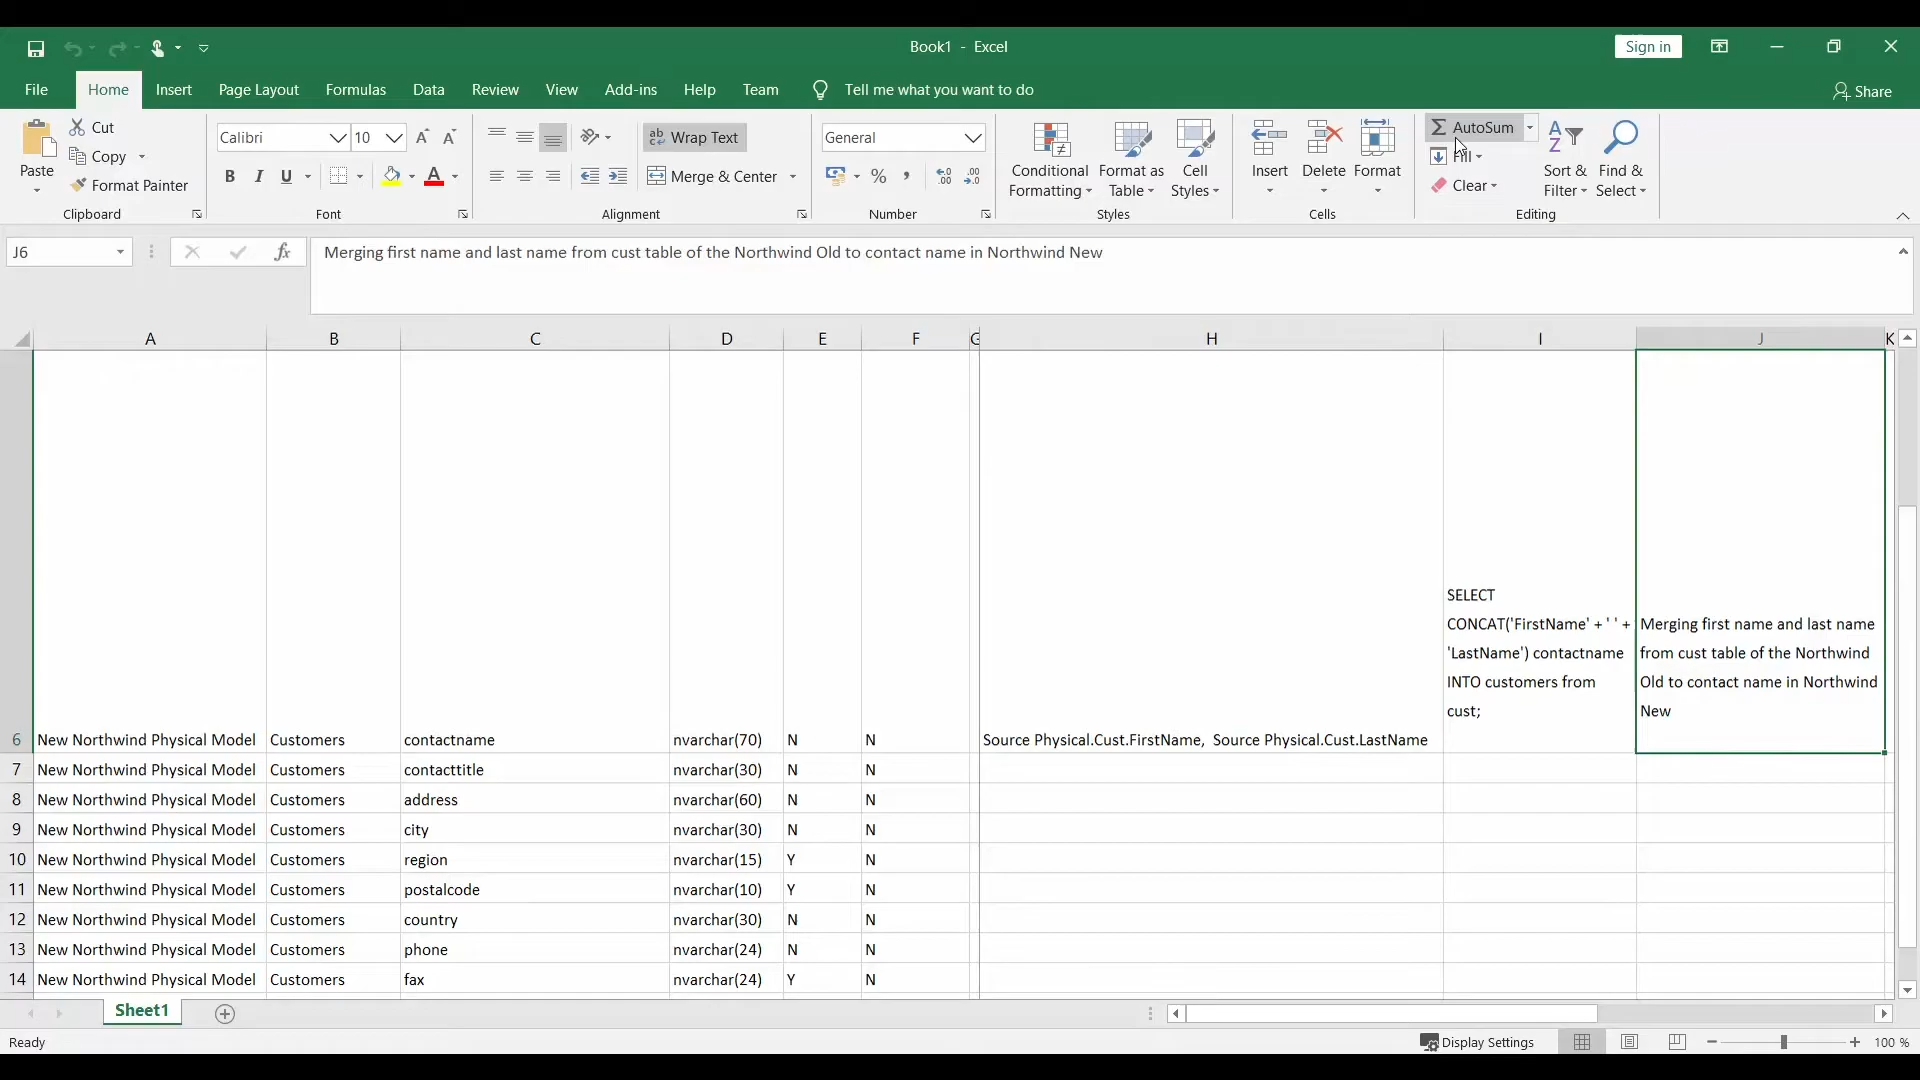 Book1 - Excel
Sign in
File Home Insert Page Layout Formulas Data Review View Add-ins Help Team Tell me what you want to do
Share
Paste
Cut
Copy
Format Painter
Clipboard
Calibri 10
B I U
Font
Wrap Text
Merge & Center
Alignment
General
Number
Conditional Formatting
Format as Table
Cell Styles
Styles
Insert
Delete
Format
Cells
AutoSum
Fill
Clear
Sort & Filter
Find & Select
Editing
J6
fx
Merging first name and last name from cust table of the Northwind Old to contact name in Northwind New
A B C D E F G H I J K
SELECT
CONCAT('FirstName' + ' ' +
'LastName') contactname
INTO customers from
cust;
Merging first name and last name
from cust table of the Northwind
Old to contact name in Northwind
New
6 New Northwind Physical Model Customers contactname nvarchar(70) N N Source Physical.Cust.FirstName, Source Physical.Cust.LastName
7 New Northwind Physical Model Customers contacttitle nvarchar(30) N N
8 New Northwind Physical Model Customers address nvarchar(60) N N
9 New Northwind Physical Model Customers city nvarchar(30) N N
10 New Northwind Physical Model Customers region nvarchar(15) Y N
11 New Northwind Physical Model Customers postalcode nvarchar(10) Y N
12 New Northwind Physical Model Customers country nvarchar(30) N N
13 New Northwind Physical Model Customers phone nvarchar(24) N N
14 New Northwind Physical Model Customers fax nvarchar(24) Y N
Sheet1
Ready
Display Settings
100 %